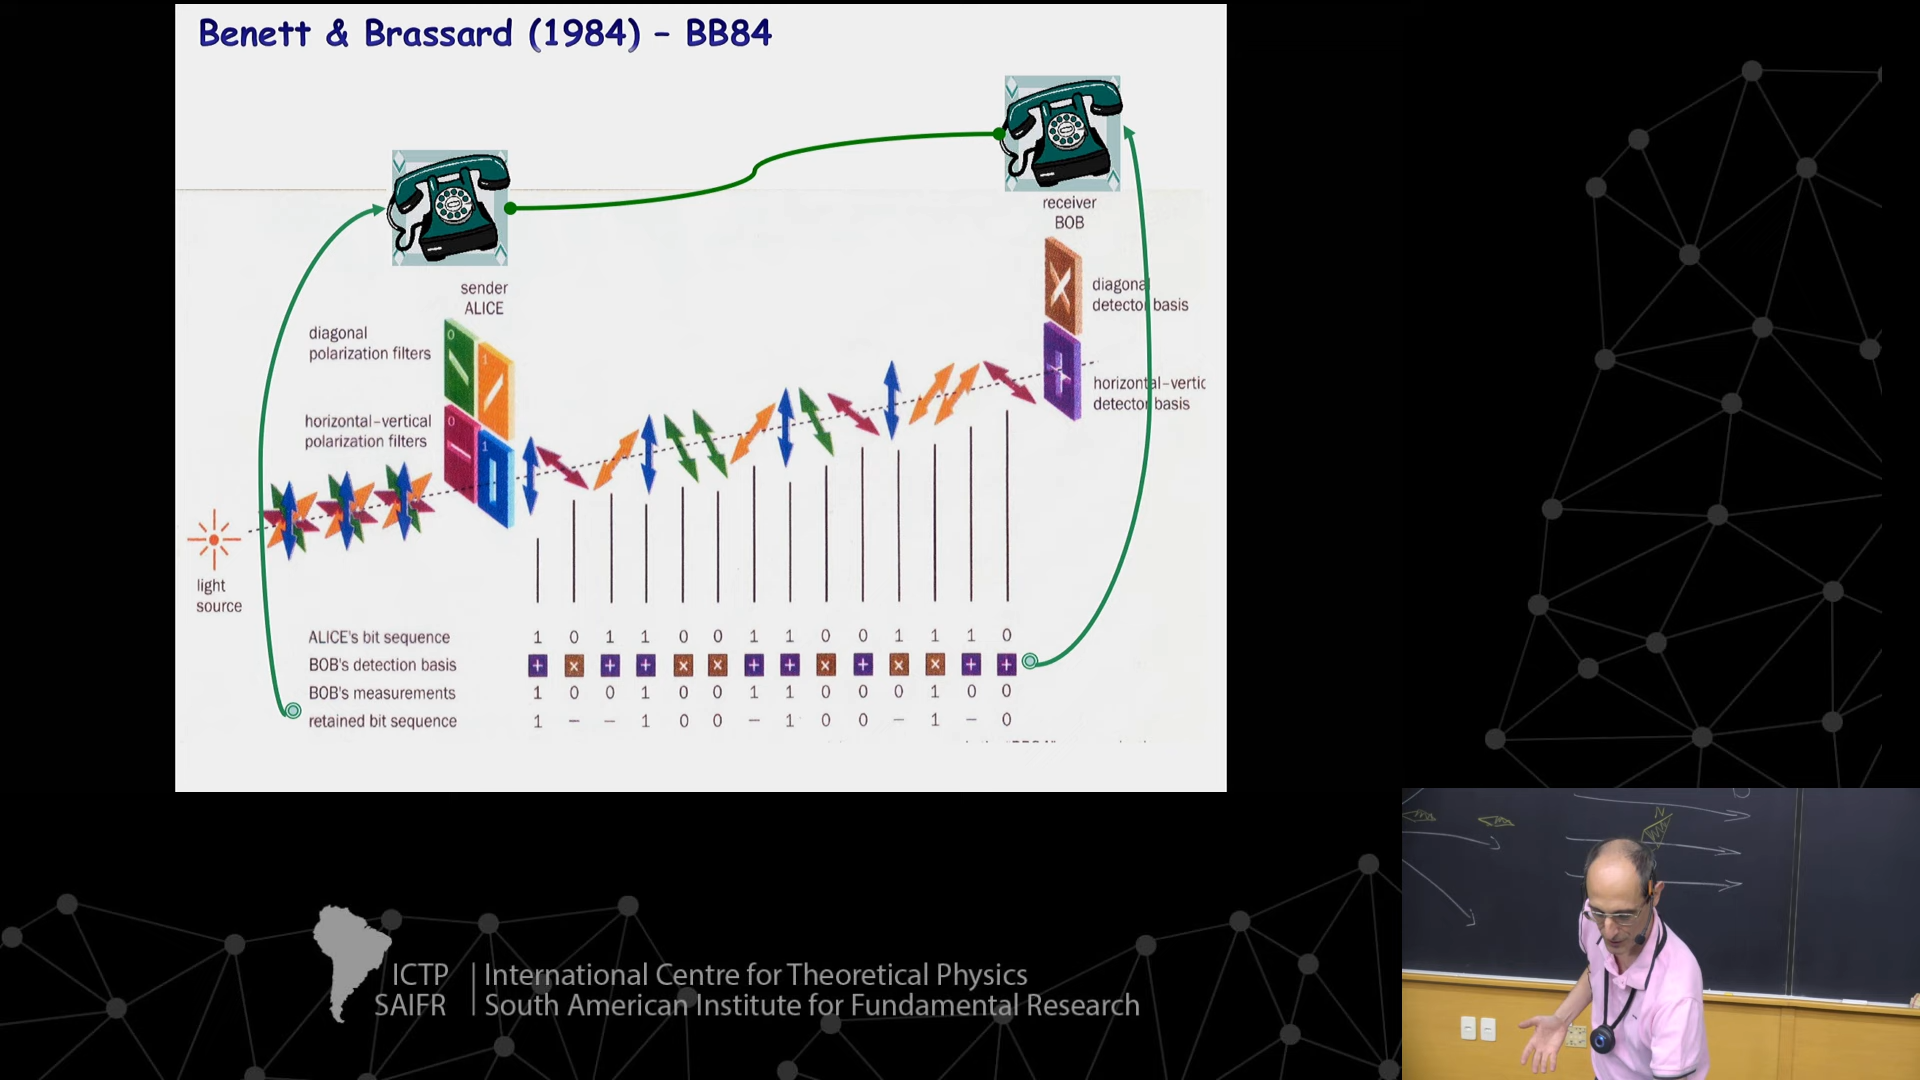 Benett & Brassard (1984) – BB84
receiver
BOB
sender
ALICE
diagonal
detector basis
diagonal
polarization filters
0
1
horizontal–vertic
detector basis
horizontal–vertical
polarization filters
0
1
light
source
ALICE's bit sequence 1 0 1 1 0 0 1 1 0 0 1 1 1 0
BOB's detection basis + × + + × × + + × + × × + +
BOB's measurements 1 0 0 1 0 0 1 1 0 0 0 1 0 0
retained bit sequence 1 – – 1 0 0 – 1 0 0 – 1 – 0
N
ICTP
SAIFR
International Centre for Theoretical Physics
South American Institute for Fundamental Research